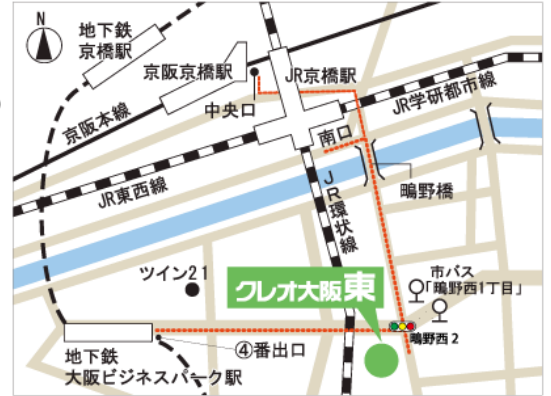 N
地下鉄
京橋駅
京阪京橋駅
JR京橋駅
中央口
京阪本線
JR学研都市線
南口
JR東西線
JR環状線
鴫野橋
ツイン21
クレオ大阪東
市バス
「鴫野西1丁目」
鴫野西2
④番出口
地下鉄
大阪ビジネスパーク駅